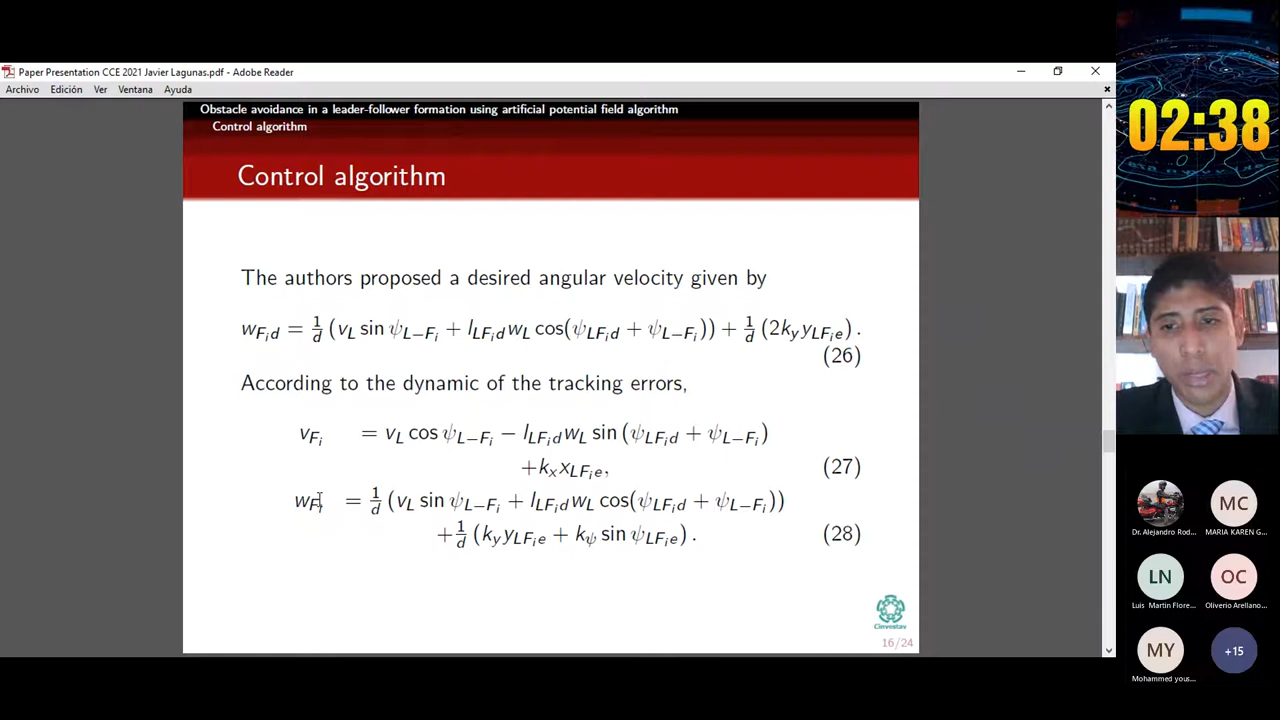 Paper Presentation CCE 2021 Javier Lagunas.pdf - Adobe Reader
Archivo Edición Ver Ventana Ayuda
Obstacle avoidance in a leader-follower formation using artificial potential field algorithm
Control algorithm
Control algorithm
The authors proposed a desired angular velocity given by
w_{F_i d} = \frac{1}{d} (v_L sin ψ_{L−F_i} + l_{LF_i d} w_L cos(ψ_{LF_i d} + ψ_{L−F_i})) + \frac{1}{d} (2k_y y_{LF_i e}).
(26)
According to the dynamic of the tracking errors,
v_{F_i} = v_L cos ψ_{L−F_i} − l_{LF_i d} w_L sin (ψ_{LF_i d} + ψ_{L−F_i})
+k_x x_{LF_i e}, (27)
w_{F_i} = \frac{1}{d} (v_L sin ψ_{L−F_i} + l_{LF_i d} w_L cos(ψ_{LF_i d} + ψ_{L−F_i}))
+\frac{1}{d} (k_y y_{LF_i e} + k_ψ sin ψ_{LF_i e}). (28)
Cinvestav
16/24
02:38
Dr. Alejandro Rod...
MC
MARIA KAREN G...
LN
Luis Martin Flore...
OC
Oliverio Arellano...
MY
Mohammed yous...
+15